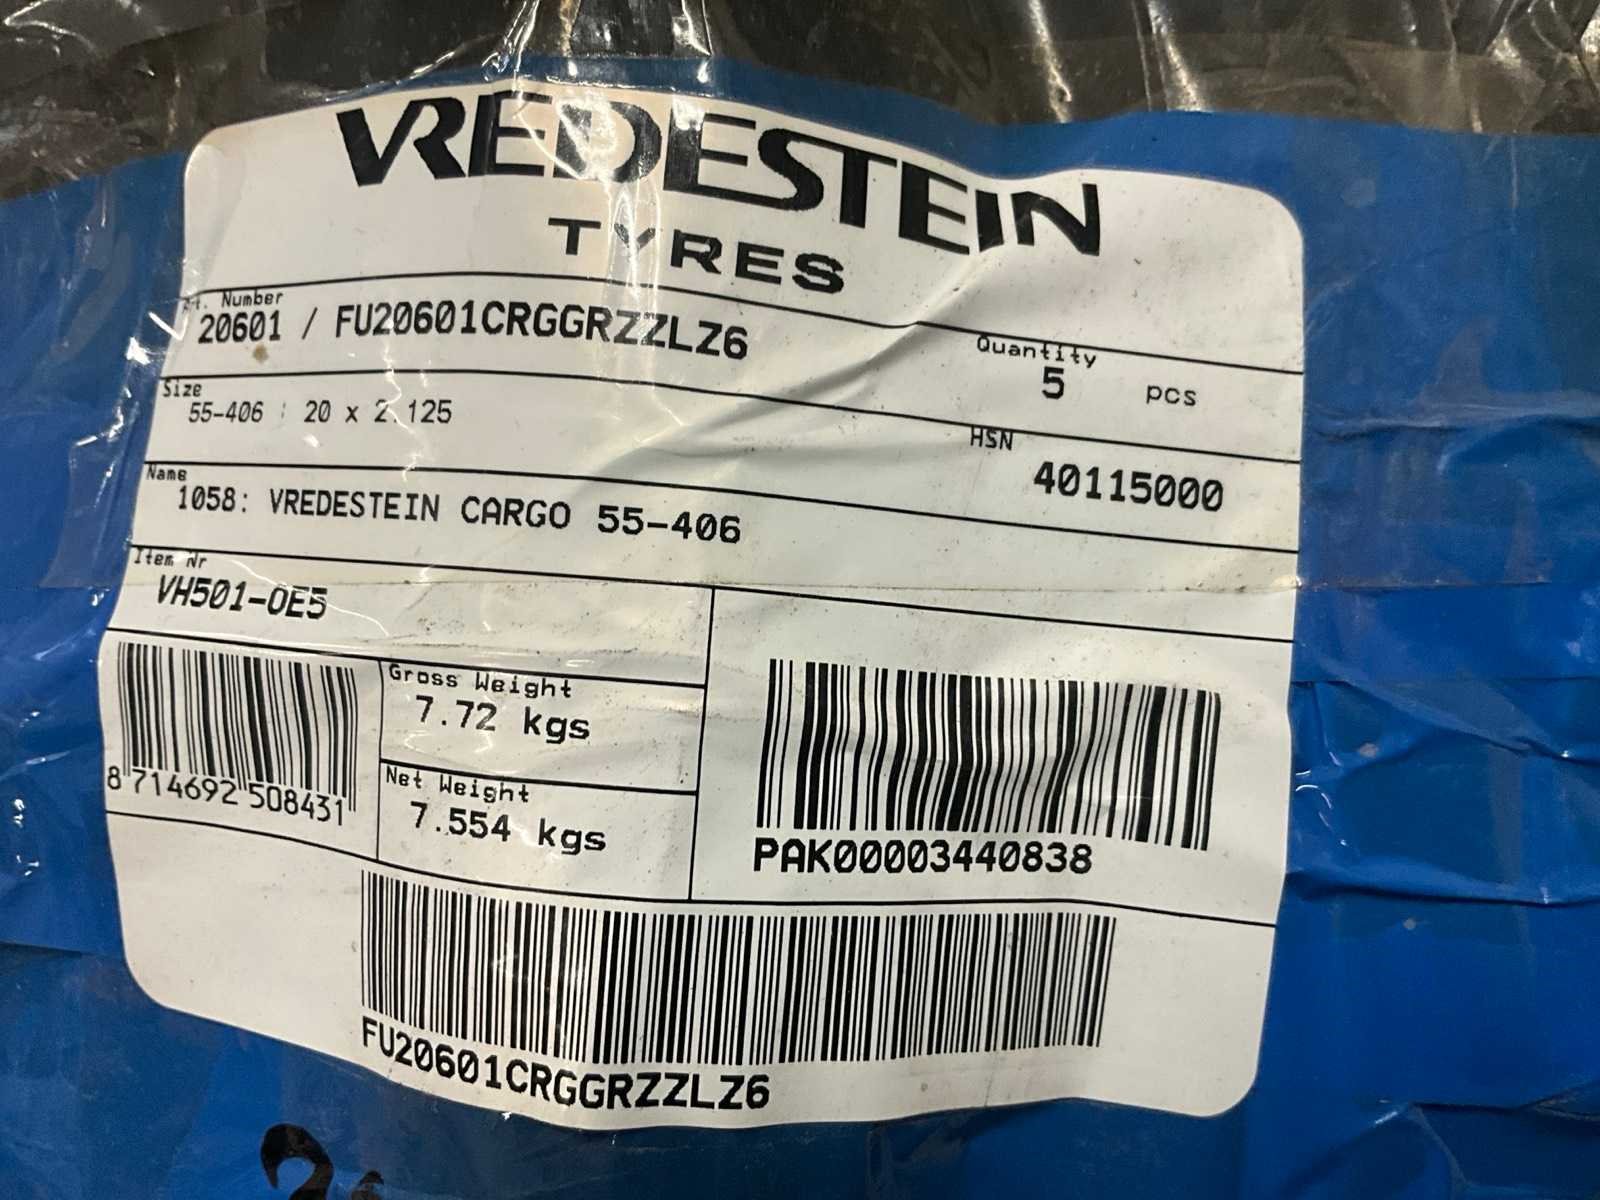 VREDESTEIN
TYRES
Art. Number
20601 / FU20601CRGGRZZLZ6
Quantity
5 pcs
Size
55-406 : 20 x 2.125
HSN
40115000
Name
1058: VREDESTEIN CARGO 55-406
Item Nr
VH501-OE5
8 714692 508431
Gross Weight
7.72 kgs
Net Weight
7.554 kgs
PAK00003440838
FU20601CRGGRZZLZ6